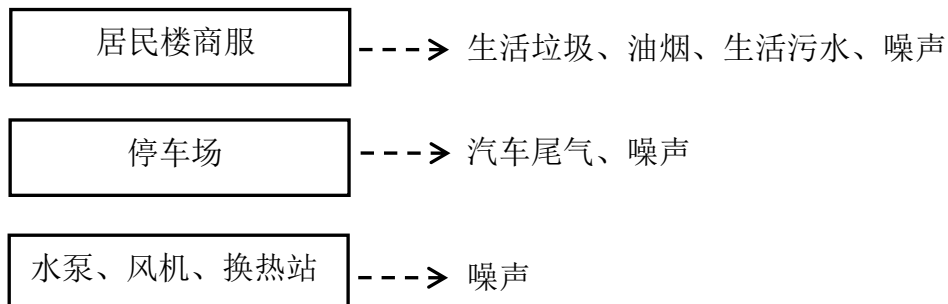 居民楼商服
生活垃圾、油烟、生活污水、噪声
停车场
汽车尾气、噪声
水泵、风机、换热站
噪声